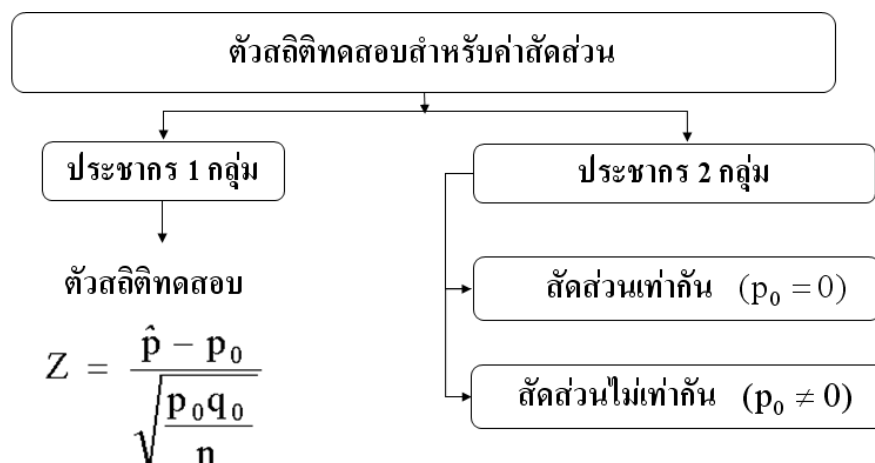 ตัวสถิติทดสอบสำหรับค่าสัดส่วน
ประชากร 1 กลุ่ม
ประชากร 2 กลุ่ม
ตัวสถิติทดสอบ
Z = (p̂ − p₀) / √(p₀q₀ / n)
สัดส่วนเท่ากัน (p₀ = 0)
สัดส่วนไม่เท่ากัน (p₀ ≠ 0)